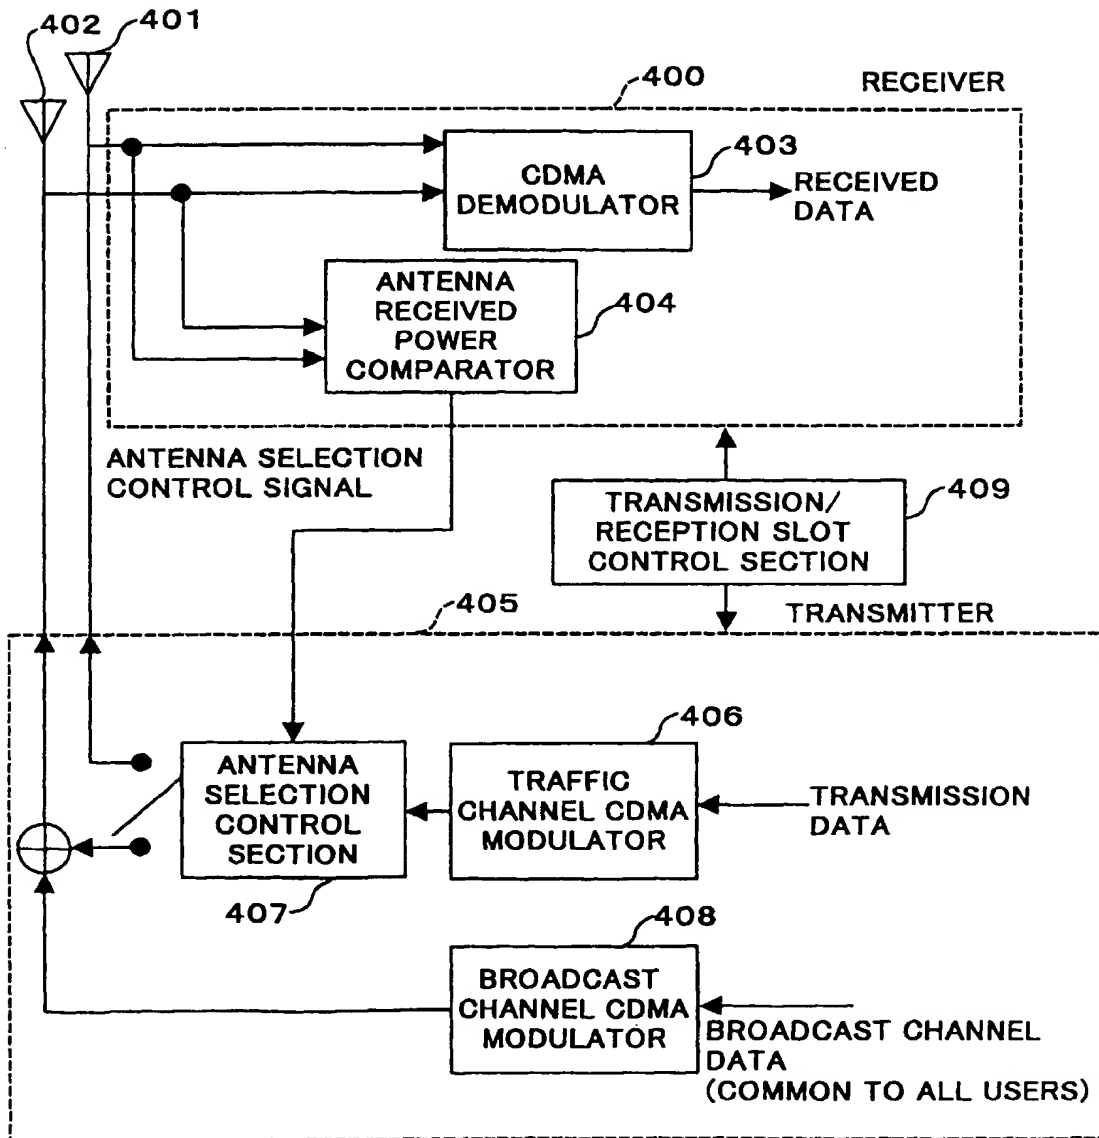 402
401
400
RECEIVER
CDMA
DEMODULATOR
403
RECEIVED
DATA
ANTENNA
RECEIVED
POWER
COMPARATOR
404
ANTENNA SELECTION
CONTROL SIGNAL
TRANSMISSION/
RECEPTION SLOT
CONTROL SECTION
409
405
TRANSMITTER
ANTENNA
SELECTION
CONTROL
SECTION
407
406
TRAFFIC
CHANNEL CDMA
MODULATOR
TRANSMISSION
DATA
408
BROADCAST
CHANNEL CDMA
MODULATOR
BROADCAST CHANNEL
DATA
(COMMON TO ALL USERS)